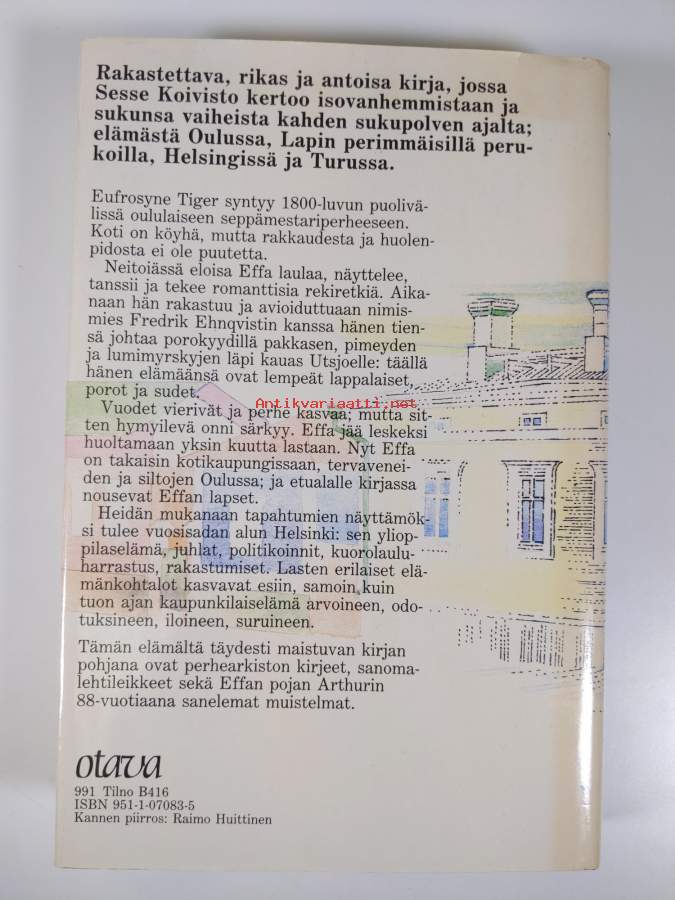 Rakastettava, rikas ja antoisa kirja, jossa
Sesse Koivisto kertoo isovanhemmistaan ja
sukunsa vaiheista kahden sukupolven ajalta;
elämästä Oulussa, Lapin perimmäisillä peru-
koilla, Helsingissä ja Turussa.
Eufrosyne Tiger syntyy 1800-luvun puolivä-
lissä oululaiseen seppämestariperheeseen.
Koti on köyhä, mutta rakkaudesta ja huolen-
pidosta ei ole puutetta.
Neitoiässä eloisa Effa laulaa, näyttelee,
tanssii ja tekee romanttisia rekiretkiä. Aika-
naan hän rakastuu ja avioiduttuaan nimis-
mies Fredrik Ehnqvistin kanssa hänen tien-
sä johtaa porokyydillä pakkasen, pimeyden
ja lumimyrskyjen läpi kauas Utsjoelle: täällä
hänen elämäänsä ovat lempeät lappalaiset,
porot ja sudet.
Antikvariaatti.net
Vuodet vierivät ja perhe kasvaa; mutta sit-
ten hymyilevä onni särkyy. Effa jää leskeksi
huoltamaan yksin kuutta lastaan. Nyt Effa
on takaisin kotikaupungissaan, tervavenei-
den ja siltojen Oulussa; ja etualalle kirjassa
nousevat Effan lapset.
Heidän mukanaan tapahtumien näyttämök-
si tulee vuosisadan alun Helsinki: sen yliop-
pilaselämä, juhlat, politikoinnit, kuorolaulu-
harrastus, rakastumiset. Lasten erilaiset elä-
mänkohtalot kasvavat esiin, samoin kuin
tuon ajan kaupunkilaiselämä arvoineen, odo-
tuksineen, iloineen, suruineen.
Tämän elämältä täydesti maistuvan kirjan
pohjana ovat perhearkiston kirjeet, sanoma-
lehtileikkeet sekä Effan pojan Arthurin
88-vuotiaana sanelemat muistelmat.
otava
991 Tilno B416
ISBN 951-1-07083-5
Kannen piirros: Raimo Huittinen